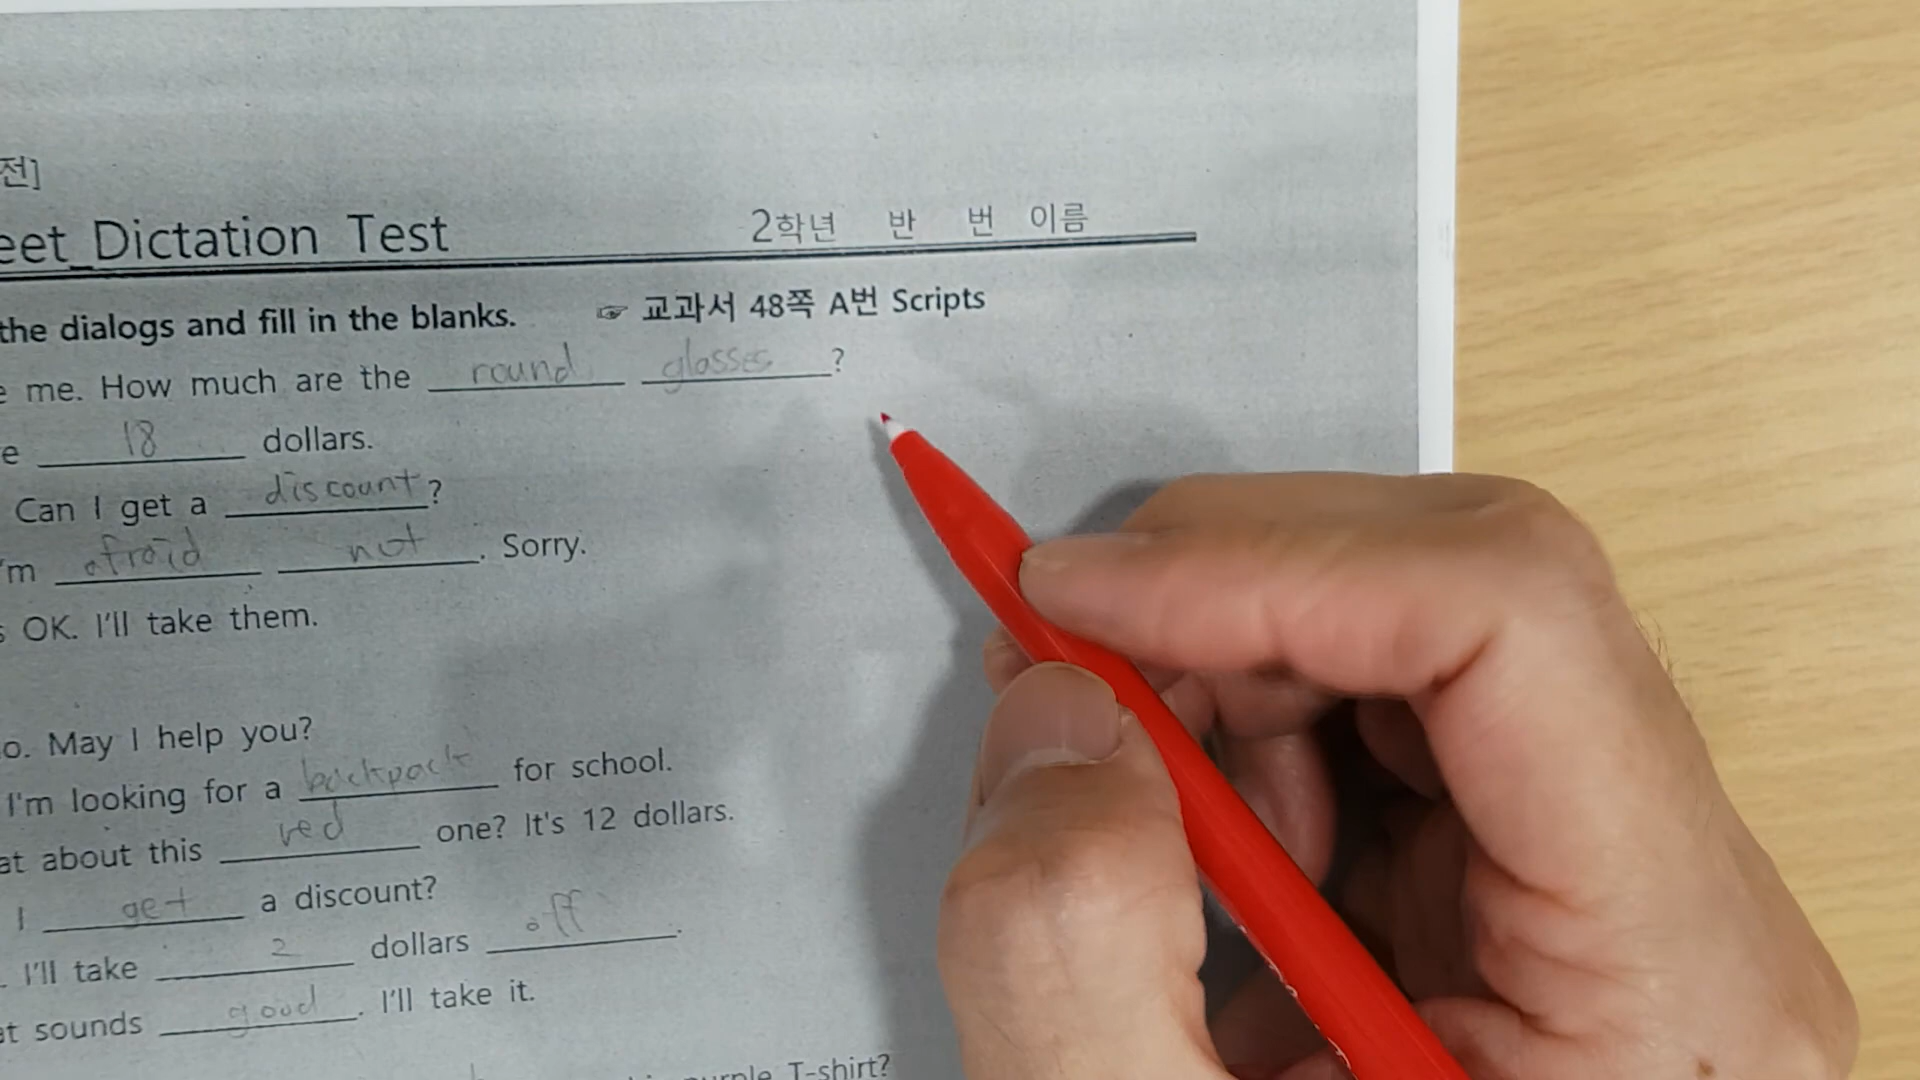 전]
eet_Dictation Test 2학년 반 번 이름
the dialogs and fill in the blanks. ☞ 교과서 48쪽 A번 Scripts
e me. How much are the round glasses?
e 18 dollars.
Can I get a discount?
'm afraid not. Sorry.
s OK. I'll take them.
o. May I help you?
I'm looking for a backpack for school.
at about this red one? It's 12 dollars.
I get a discount?
. I'll take 2 dollars off.
at sounds good. I'll take it.
purple T-shirt?